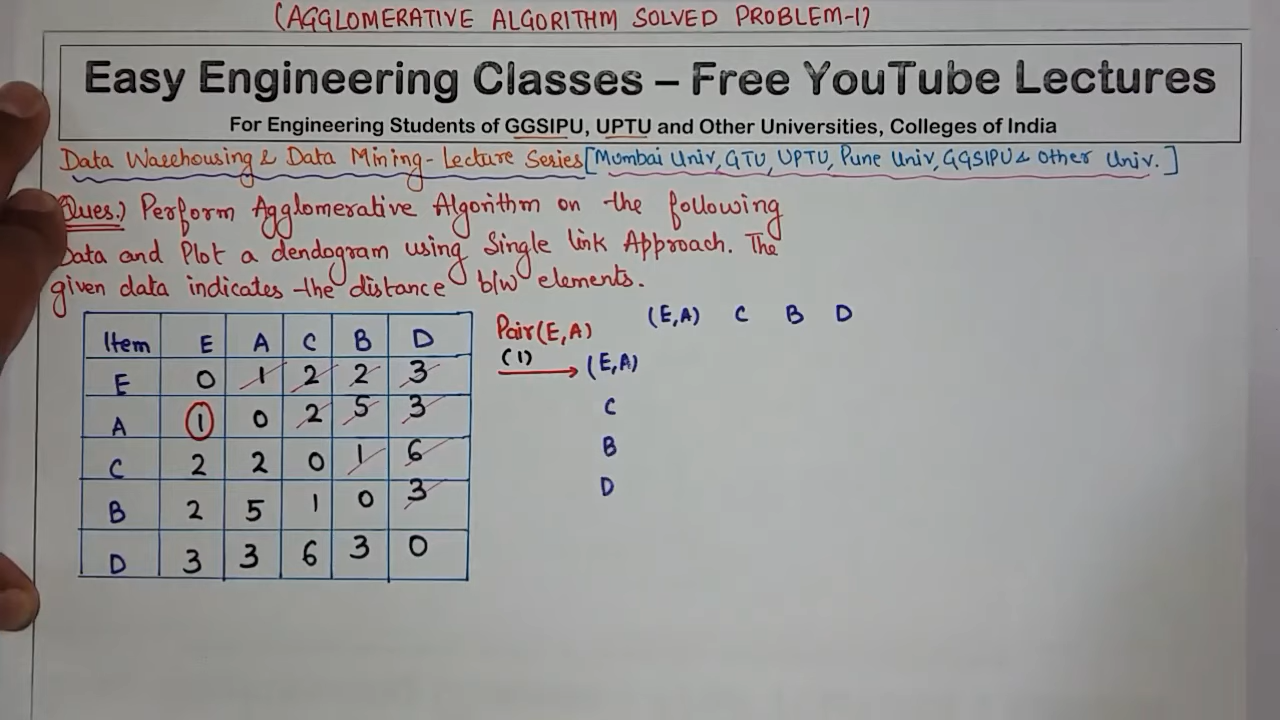 (AGGLOMERATIVE ALGORITHM SOLVED PROBLEM-1)
Easy Engineering Classes – Free YouTube Lectures
For Engineering Students of GGSIPU, UPTU and Other Universities, Colleges of India
Data Warehousing & Data Mining - Lecture Series [Mumbai Univ, GTU, UPTU, Pune Univ, GGSIPU & Other Univ.]
Ques.) Perform Agglomerative Algorithm on the following
Data and Plot a dendogram using Single link Approach. The
given data indicates the distance b/w elements.
Item E A C B D
E 0 1 2 2 3
A 1 0 2 5 3
C 2 2 0 1 6
B 2 5 1 0 3
D 3 3 6 3 0
Pair(E,A)
(1)
(E,A) C B D
(E,A)
C
B
D